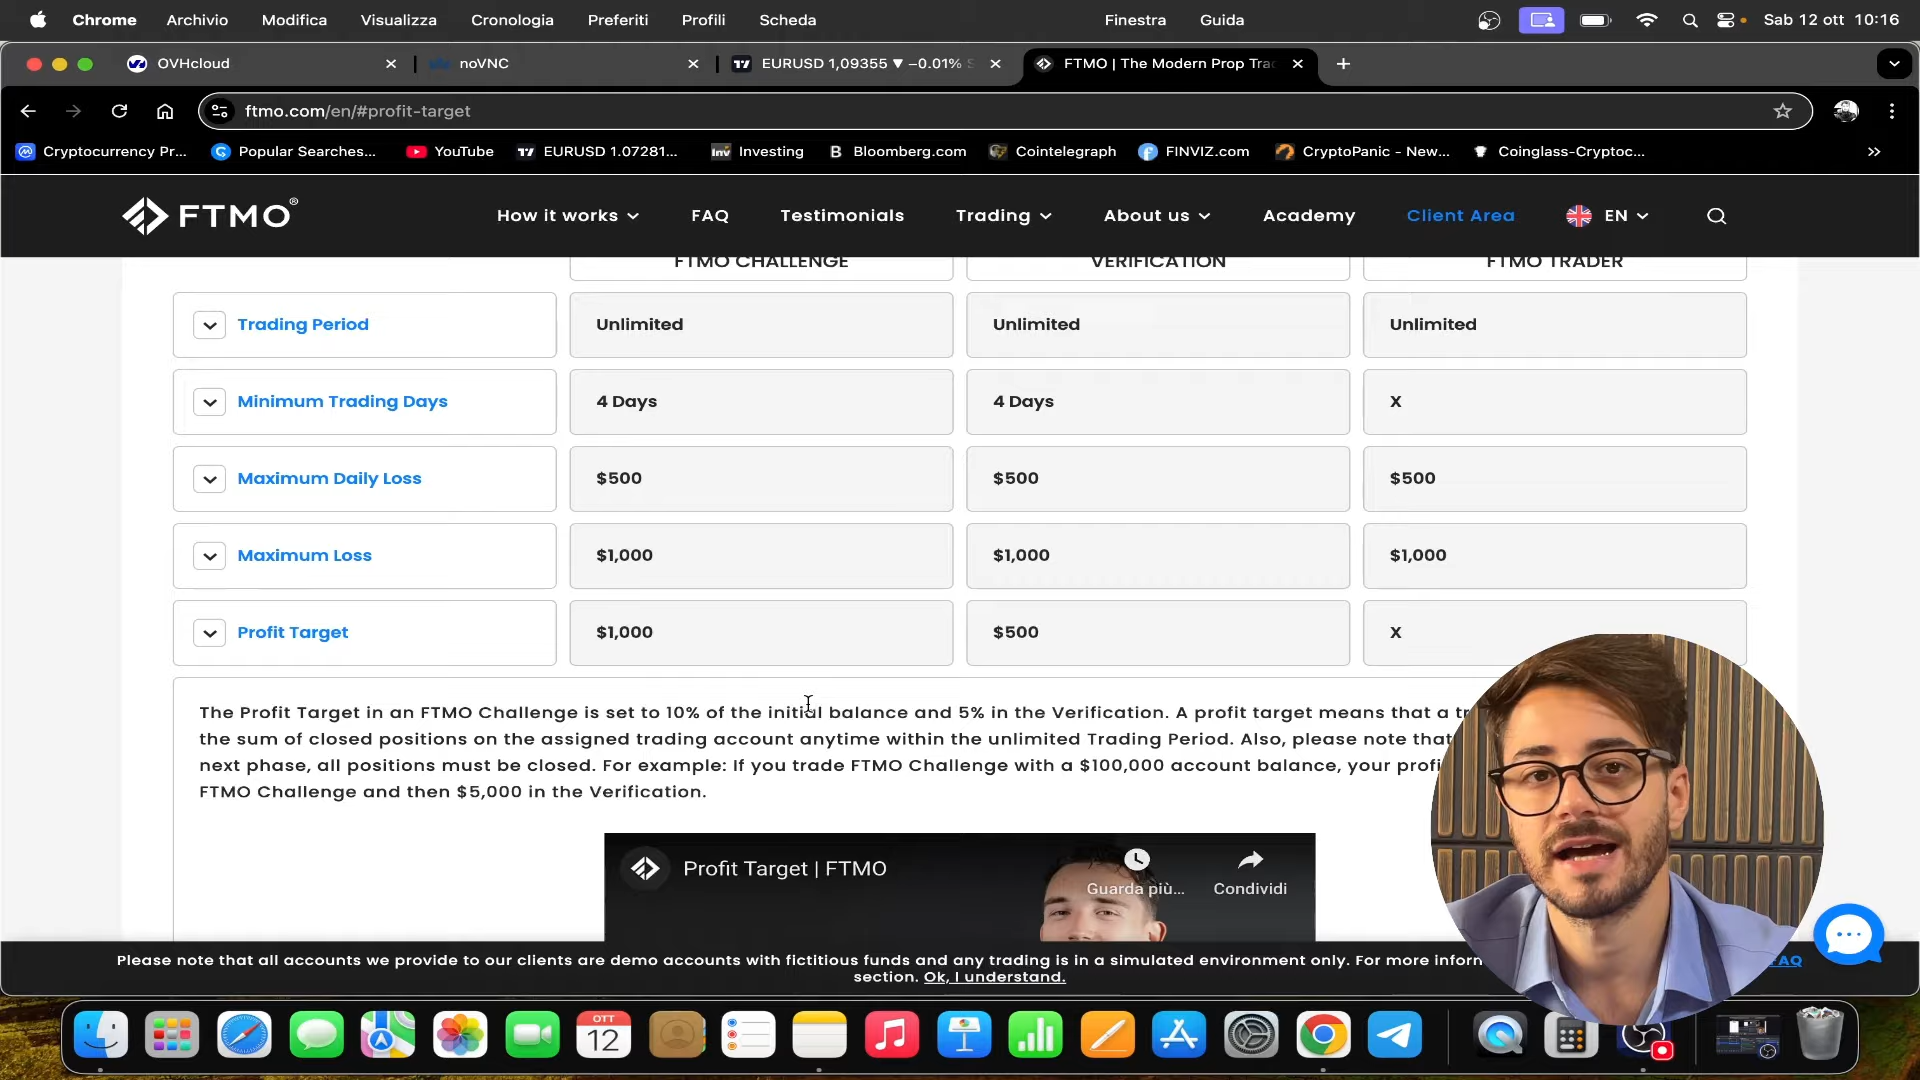 Chrome Archivio Modifica Visualizza Cronologia Preferiti Profili Scheda Finestra Guida Sab 12 ott 10:16
OVHcloud noVNC EURUSD 1,09355 ▼ −0.01% FTMO | The Modern Prop Tra
ftmo.com/en/#profit-target
Cryptocurrency Pr... Popular Searches... YouTube EURUSD 1.07281... Investing Bloomberg.com Cointelegraph FINVIZ.com CryptoPanic - New... Coinglass-Cryptoc...
FTMO® How it works FAQ Testimonials Trading About us Academy Client Area EN
FTMO CHALLENGE VERIFICATION FTMO TRADER
Trading Period Unlimited Unlimited Unlimited
Minimum Trading Days 4 Days 4 Days X
Maximum Daily Loss $500 $500 $500
Maximum Loss $1,000 $1,000 $1,000
Profit Target $1,000 $500 X
The Profit Target in an FTMO Challenge is set to 10% of the initial balance and 5% in the Verification. A profit target means that a
the sum of closed positions on the assigned trading account anytime within the unlimited Trading Period. Also, please note that
next phase, all positions must be closed. For example: If you trade FTMO Challenge with a $100,000 account balance, your
FTMO Challenge and then $5,000 in the Verification.
Profit Target | FTMO
Guarda più... Condividi
Please note that all accounts we provide to our clients are demo accounts with fictitious funds and any trading is in a simulated environment only. For more FAQ
section. Ok, I understand.
OTT
12